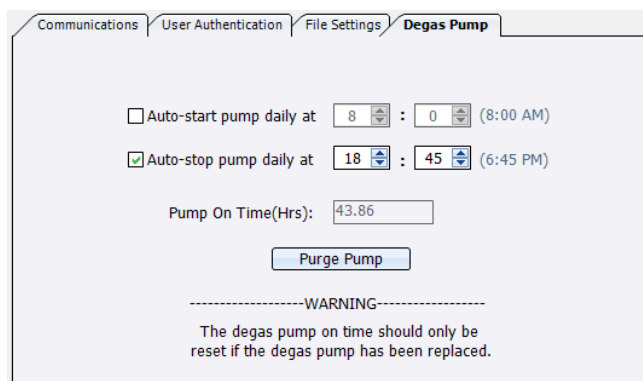 Communications User Authentication File Settings Degas Pump
Auto-start pump daily at 8 : 0 (8:00 AM)
Auto-stop pump daily at 18 : 45 (6:45 PM)
Pump On Time(Hrs): 43.86
Purge Pump
-------------------WARNING------------------
The degas pump on time should only be
reset if the degas pump has been replaced.